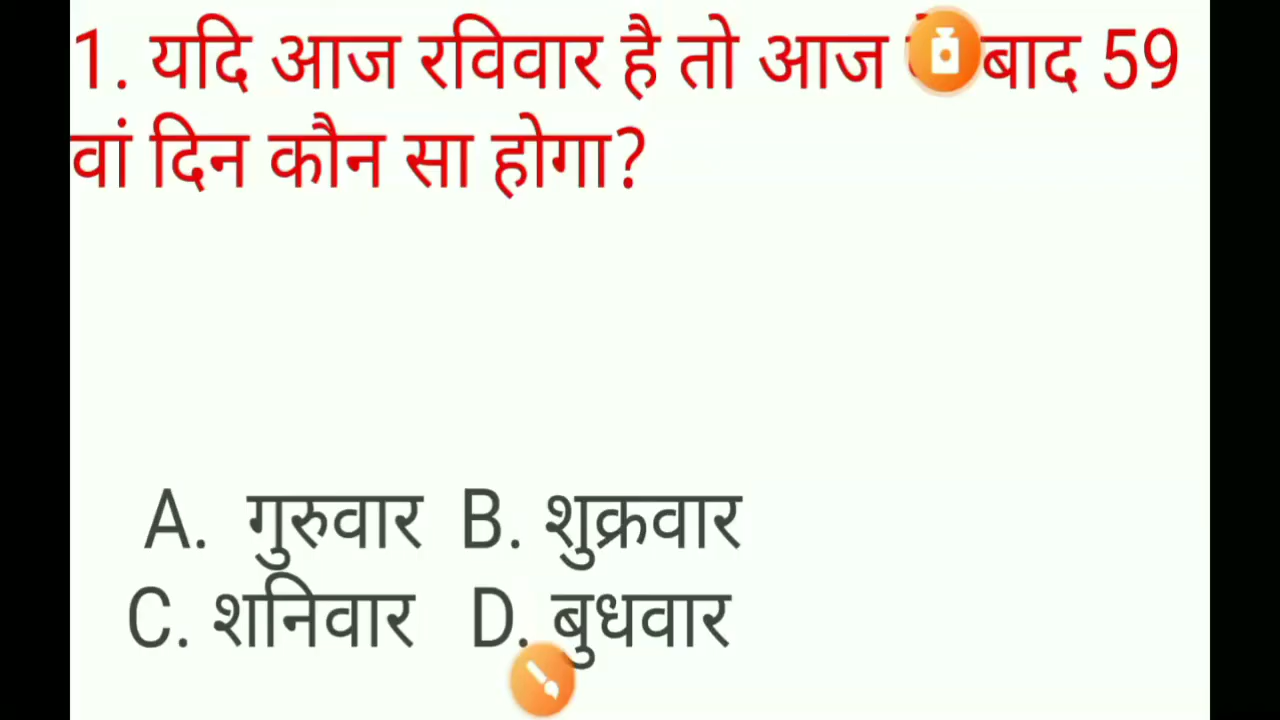 1. यदि आज रविवार है तो आज बाद 59
वां दिन कौन सा होगा?
A. गुरुवार B. शुक्रवार
C. शनिवार D. बुधवार